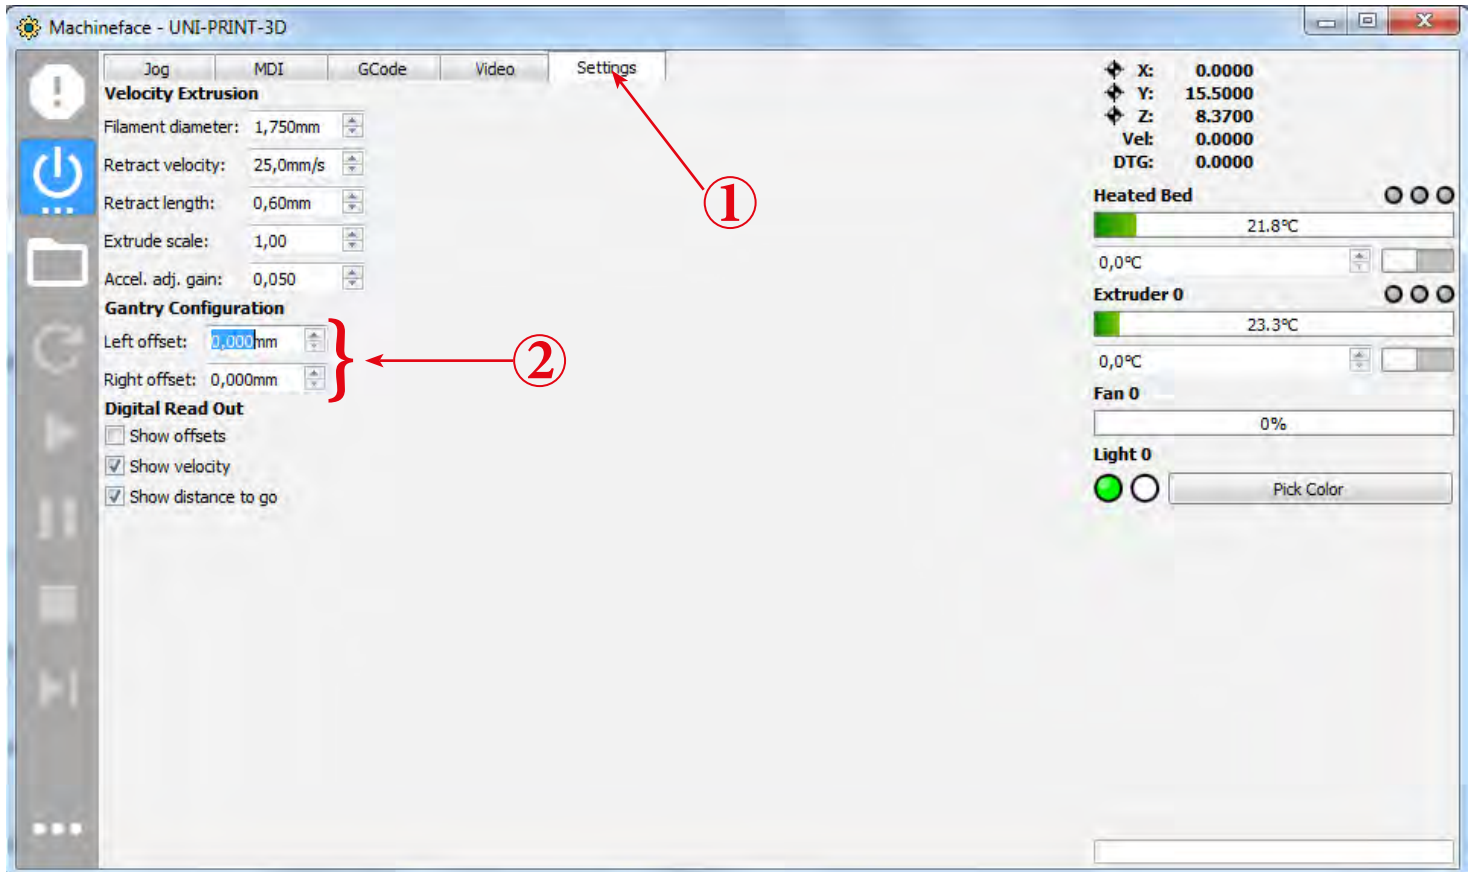 Machineface - UNI-PRINT-3D
Jog MDI GCode Video Settings
Velocity Extrusion
Filament diameter: 1,750mm
Retract velocity: 25,0mm/s
Retract length: 0,60mm
Extrude scale: 1,00
Accel. adj. gain: 0,050
Gantry Configuration
Left offset: 0,000mm
Right offset: 0,000mm
Digital Read Out
Show offsets
Show velocity
Show distance to go
1
2
X: 0.0000
Y: 15.5000
Z: 8.3700
Vel: 0.0000
DTG: 0.0000
Heated Bed
21.8°C
0,0°C
Extruder 0
23.3°C
0,0°C
Fan 0
0%
Light 0
Pick Color